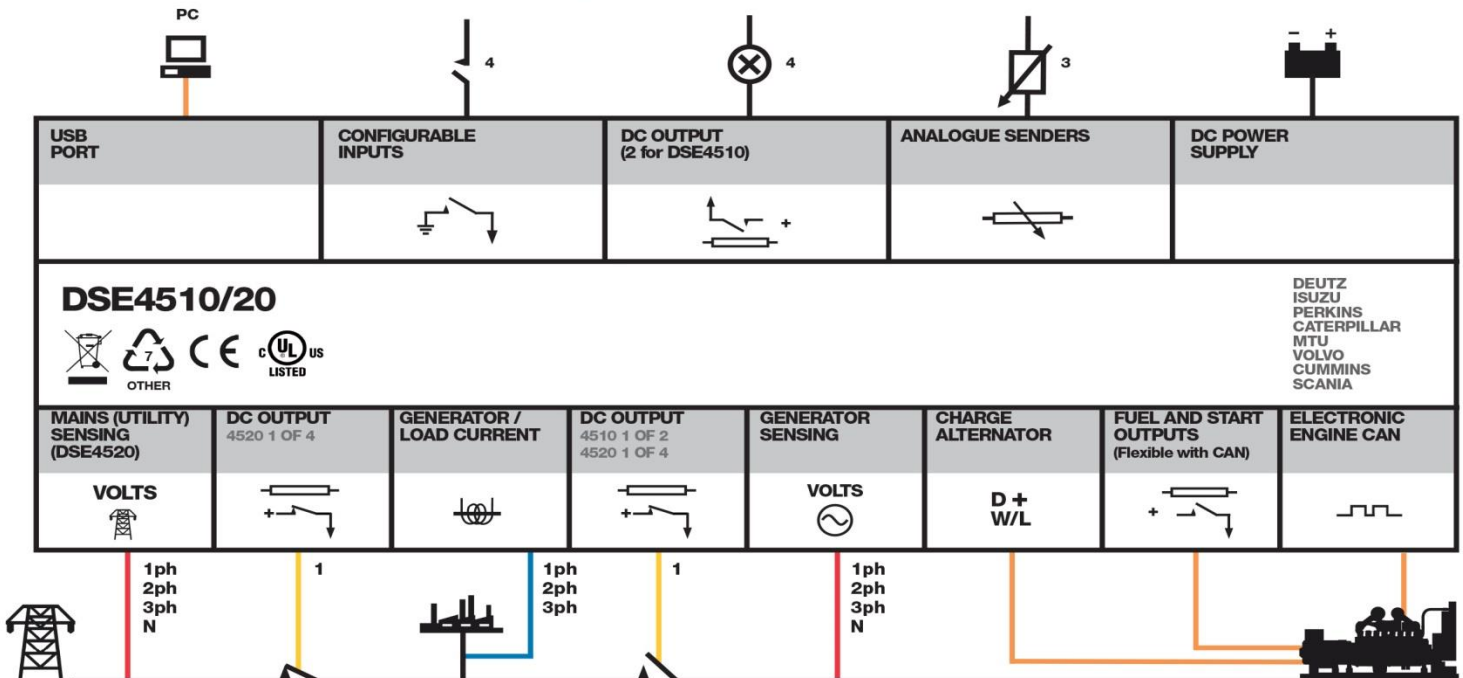 PC
4
4
3
- +
USB
PORT
CONFIGURABLE
INPUTS
DC OUTPUT
(2 for DSE4510)
ANALOGUE SENDERS
DC POWER
SUPPLY
+
DSE4510/20
7
OTHER
CE
C UL US
LISTED
DEUTZ
ISUZU
PERKINS
CATERPILLAR
MTU
VOLVO
CUMMINS
SCANIA
MAINS (UTILITY)
SENSING
(DSE4520)
DC OUTPUT
4520 1 OF 4
GENERATOR /
LOAD CURRENT
DC OUTPUT
4510 1 OF 2
4520 1 OF 4
GENERATOR
SENSING
CHARGE
ALTERNATOR
FUEL AND START
OUTPUTS
(Flexible with CAN)
ELECTRONIC
ENGINE CAN
VOLTS
+
+
VOLTS
D +
W/L
+
1ph
2ph
3ph
N
1
1ph
2ph
3ph
1
1ph
2ph
3ph
N